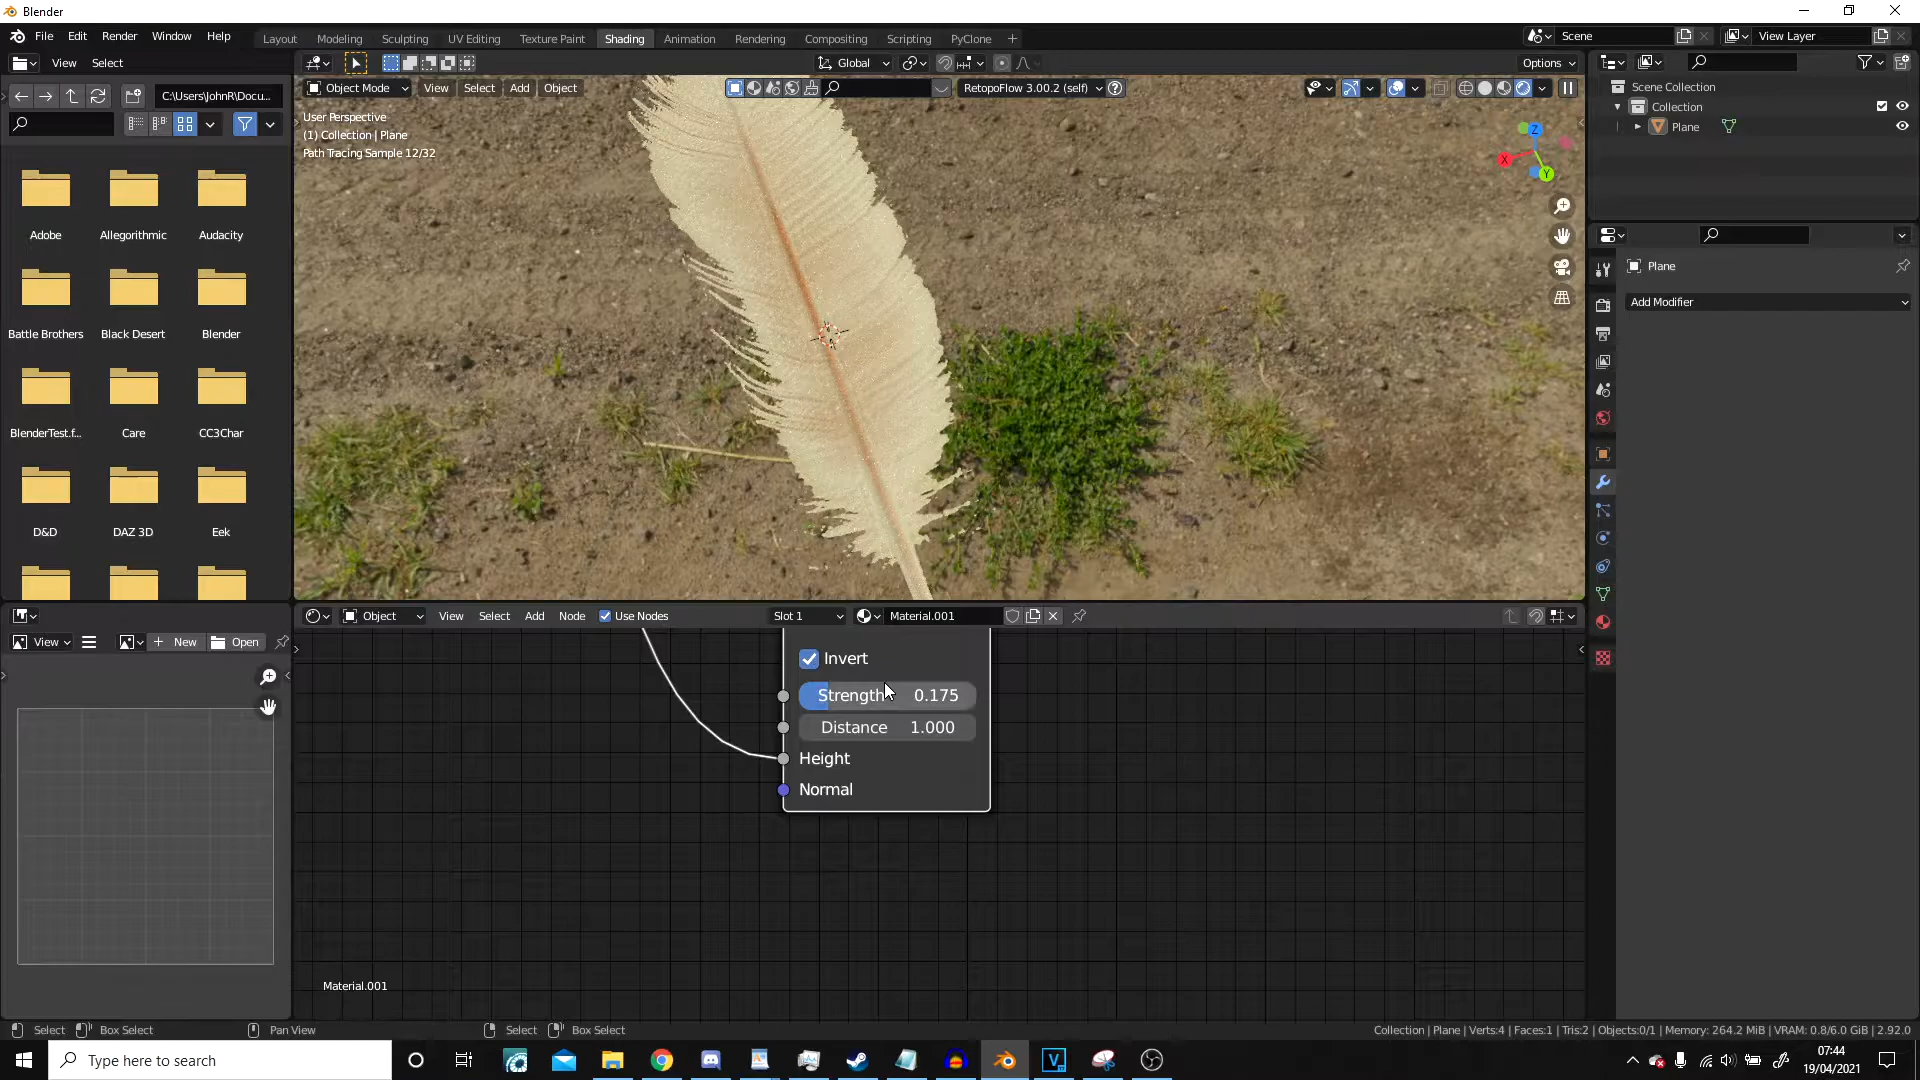 Blender
File Edit Render Window Help
Layout Modeling Sculpting UV Editing Texture Paint Shading Animation Rendering Compositing Scripting PyClone
Scene
View Layer
View Select
Global
Options
C:\Users\JohnR\Docu...
Object Mode View Select Add Object
RetopoFlow 3.00.2 (self)
User Perspective
(1) Collection | Plane
Path Tracing Sample 12/32
Z
X
Y
Scene Collection
Collection
Plane
Plane
Add Modifier
Adobe Allegorithmic Audacity
Battle Brothers Black Desert Blender
BlenderTest.f... Care CC3Char
D&D DAZ 3D Eek
Object View Select Add Node Use Nodes Slot 1 Material.001
View New Open
Invert
Strength 0.175
Distance 1.000
Height
Normal
Material.001
Select Box Select Pan View Select Box Select
Collection | Plane | Verts:4 | Faces:1 | Tris:2 | Objects:0/1 | Memory: 264.2 MiB | VRAM: 0.8/6.0 GiB | 2.92.0
Type here to search
07:44
19/04/2021